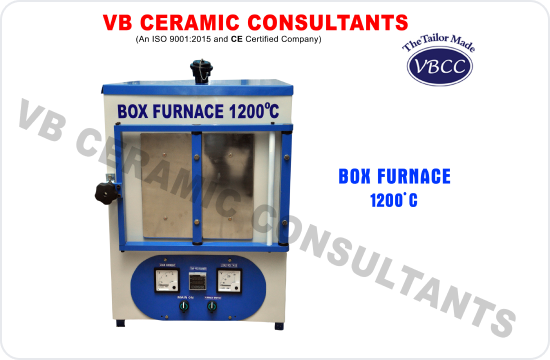 VB CERAMIC CONSULTANTS
(An ISO 9001:2015 and CE Certified Company)
The Tailor Made
VBCC
BOX FURNACE 1200°C
BOX FURNACE
1200°C
VB CERAMIC CONSULTANTS
MAIN ON